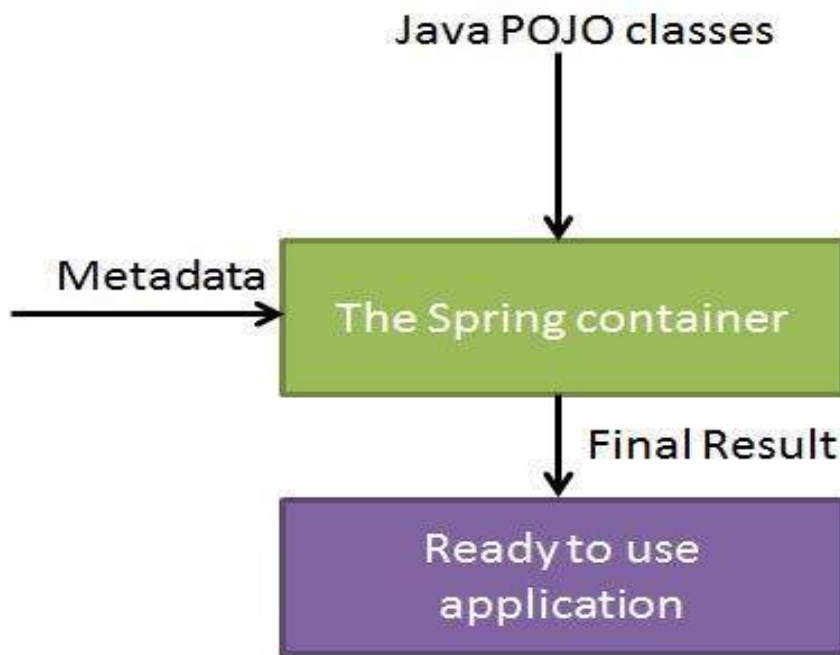 Java POJO classes
Metadata
The Spring container
Final Result
Ready to use
application